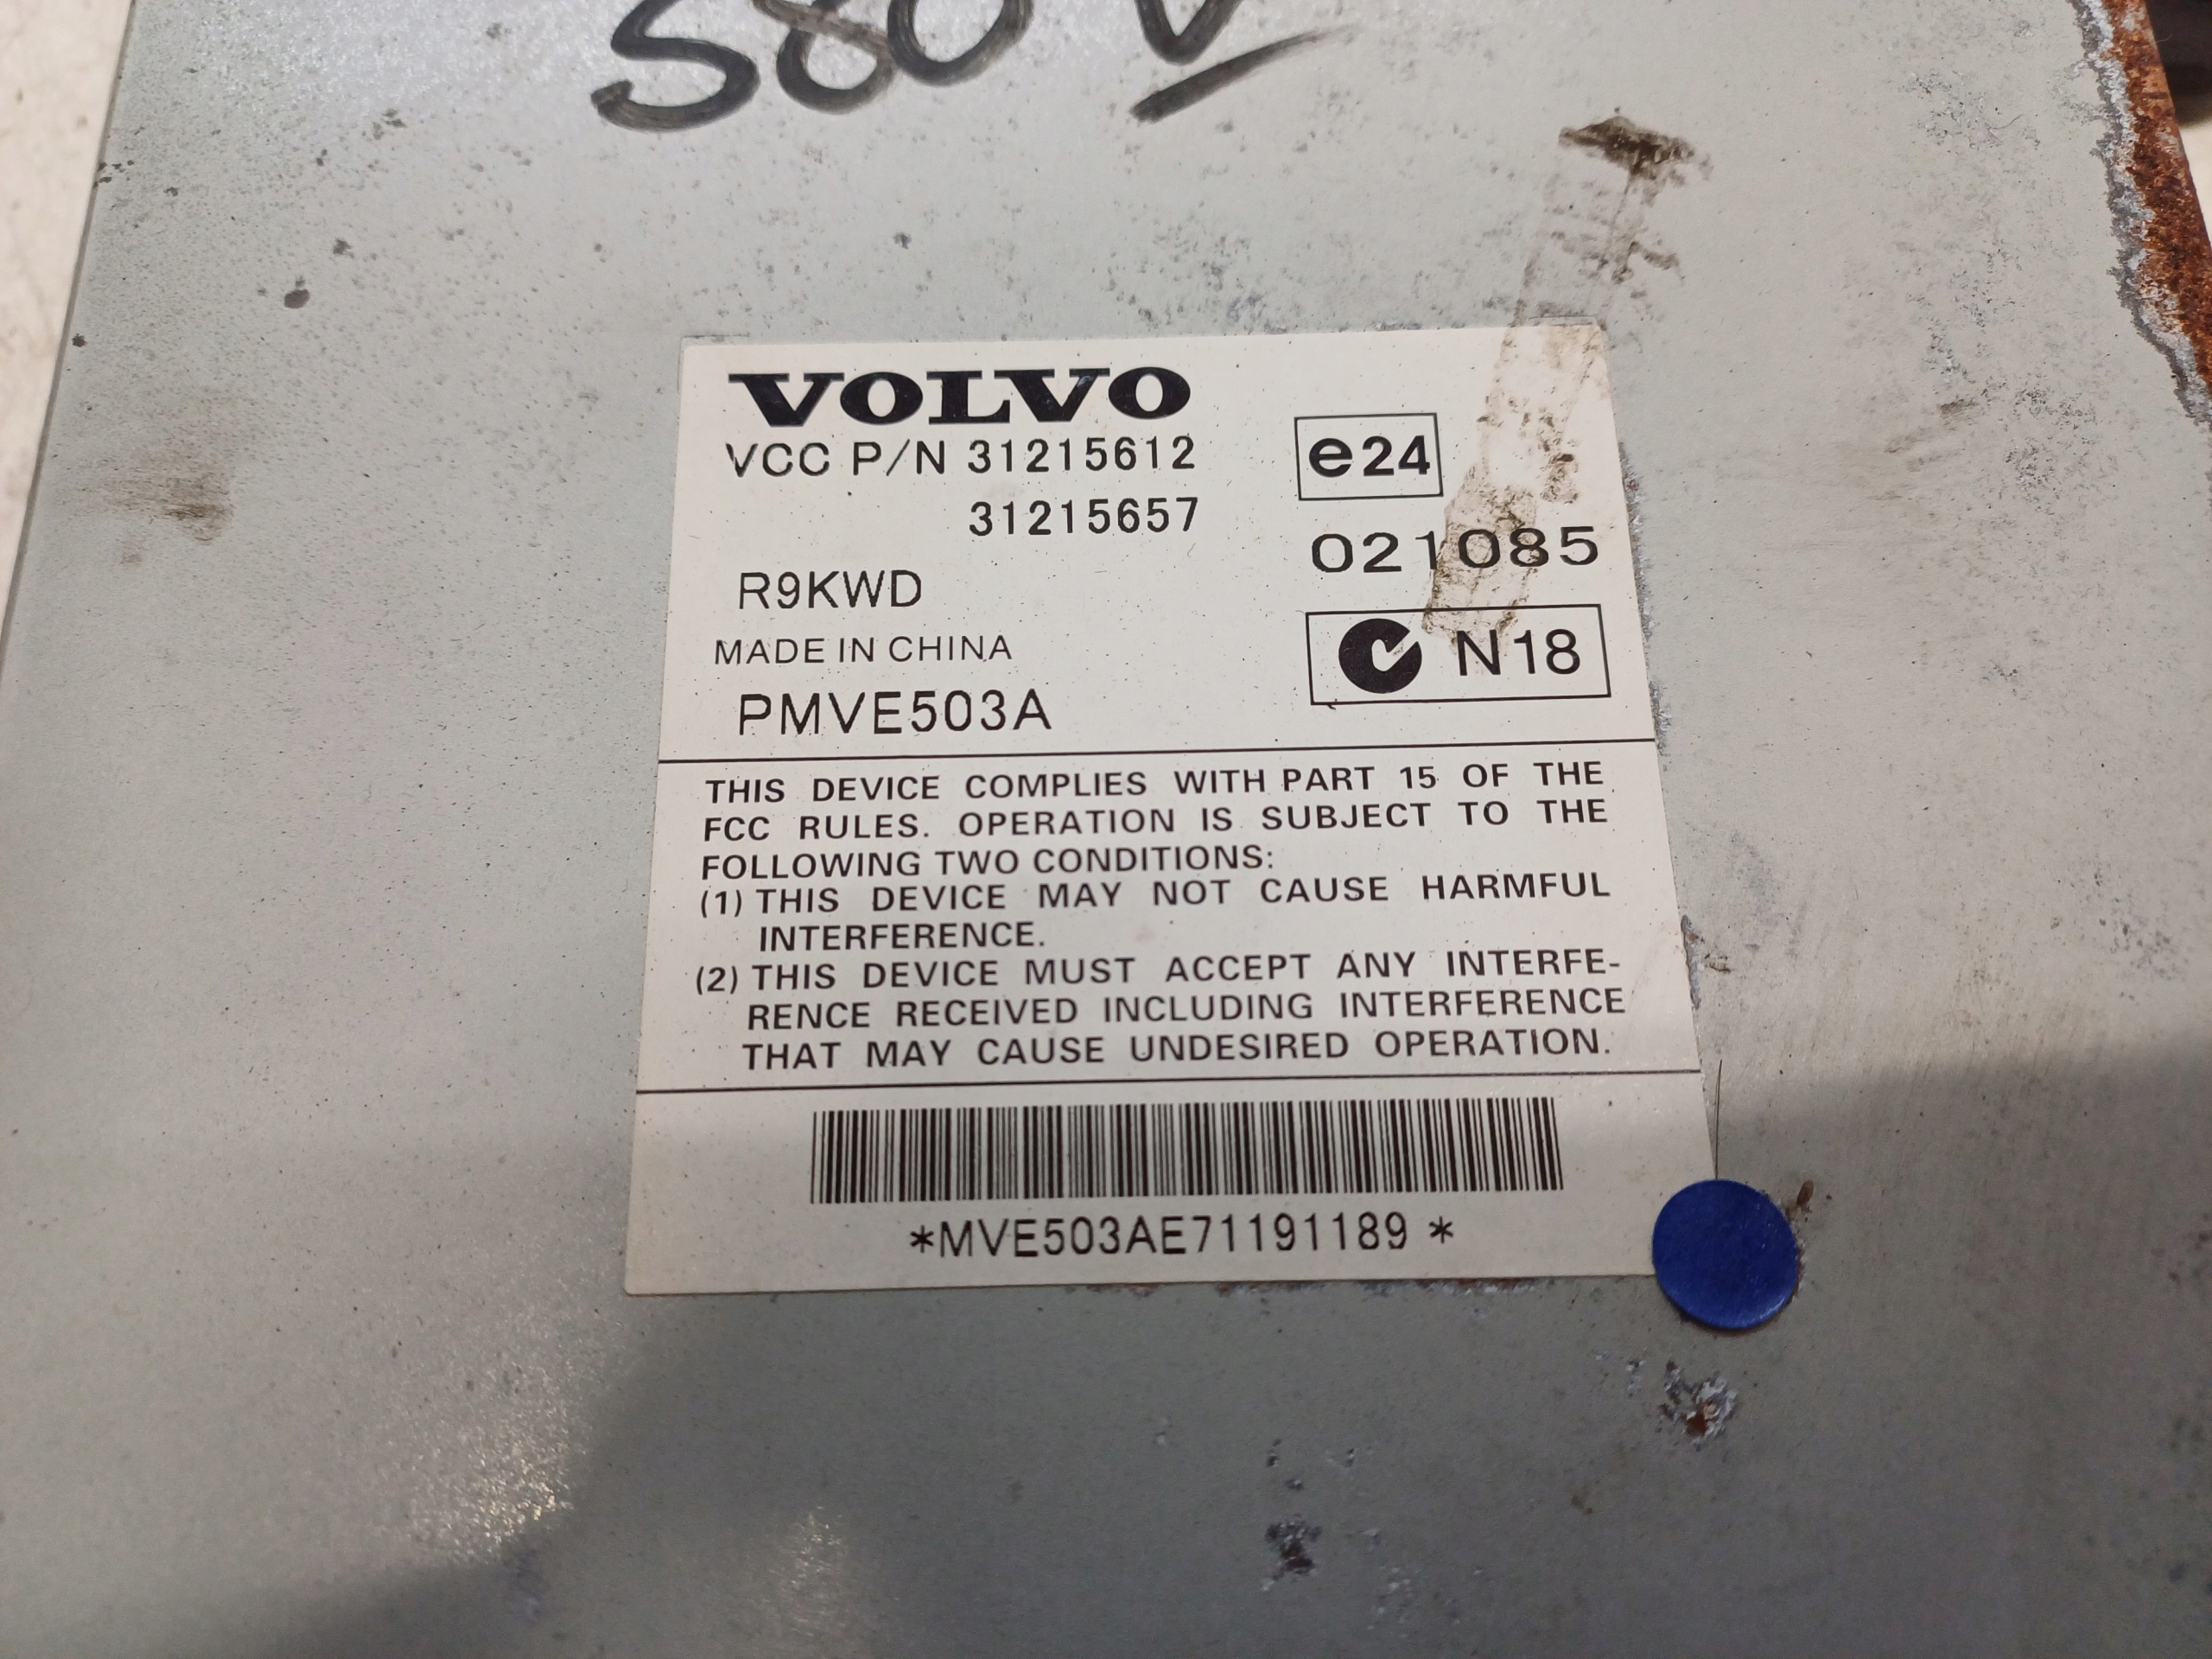 S80 V
VOLVO
VCC P/N 31215612
31215657
e24
021085
R9KWD
N18
MADE IN CHINA
PMVE503A
THIS DEVICE COMPLIES WITH PART 15 OF THE
FCC RULES. OPERATION IS SUBJECT TO THE
FOLLOWING TWO CONDITIONS:
(1) THIS DEVICE MAY NOT CAUSE HARMFUL
INTERFERENCE.
(2) THIS DEVICE MUST ACCEPT ANY INTERFE-
RENCE RECEIVED INCLUDING INTERFERENCE
THAT MAY CAUSE UNDESIRED OPERATION.
*MVE503AE71191189 *